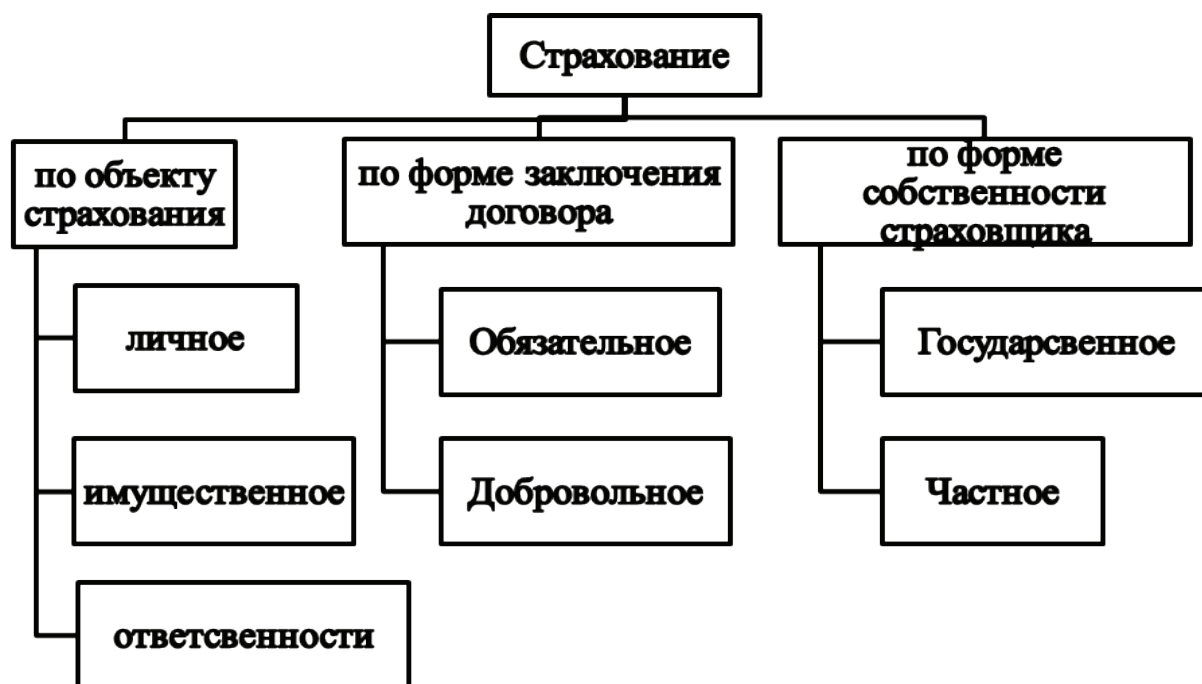 Страхование
по объекту
страхования
по форме заключения
договора
по форме
собственности
страховщика
личное
Обязательное
Государсвенное
имущественное
Добровольное
Частное
ответсвенности